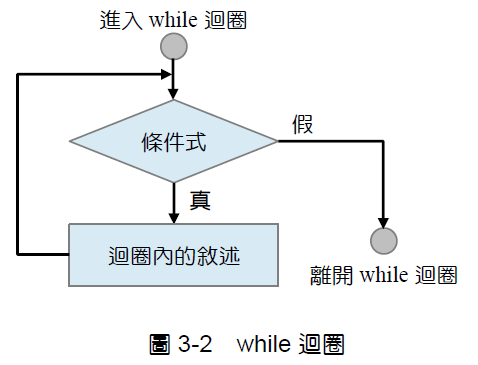 進入 while 迴圈
條件式
假
真
迴圈內的敘述
離開 while 迴圈
圖 3-2 while 迴圈